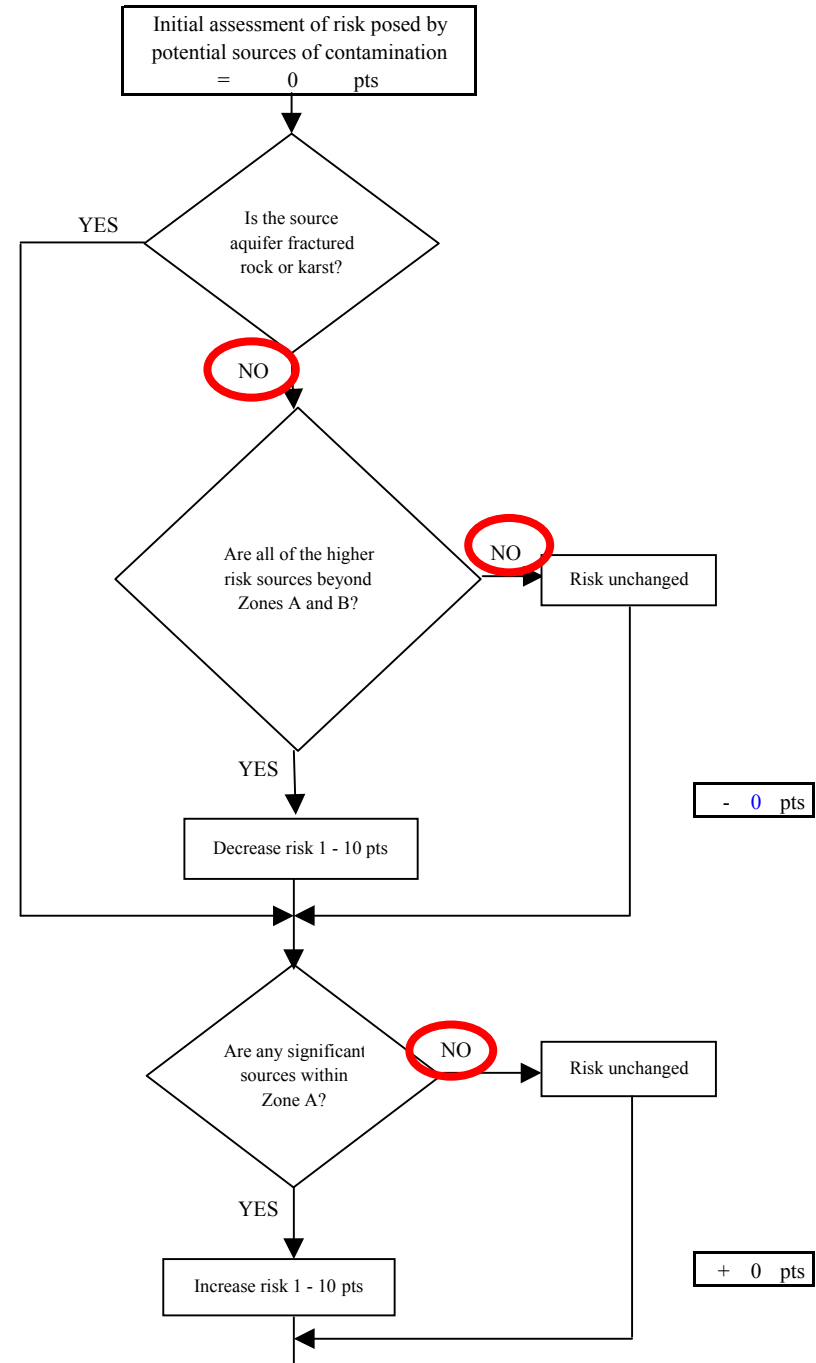 Initial assessment of risk posed by
potential sources of contamination
= 0 pts
YES
Is the source
aquifer fractured
rock or karst?
NO
Are all of the higher
risk sources beyond
Zones A and B?
NO
Risk unchanged
YES
- 0 pts
Decrease risk 1 - 10 pts
Are any significant
sources within
Zone A?
NO
Risk unchanged
YES
+ 0 pts
Increase risk 1 - 10 pts